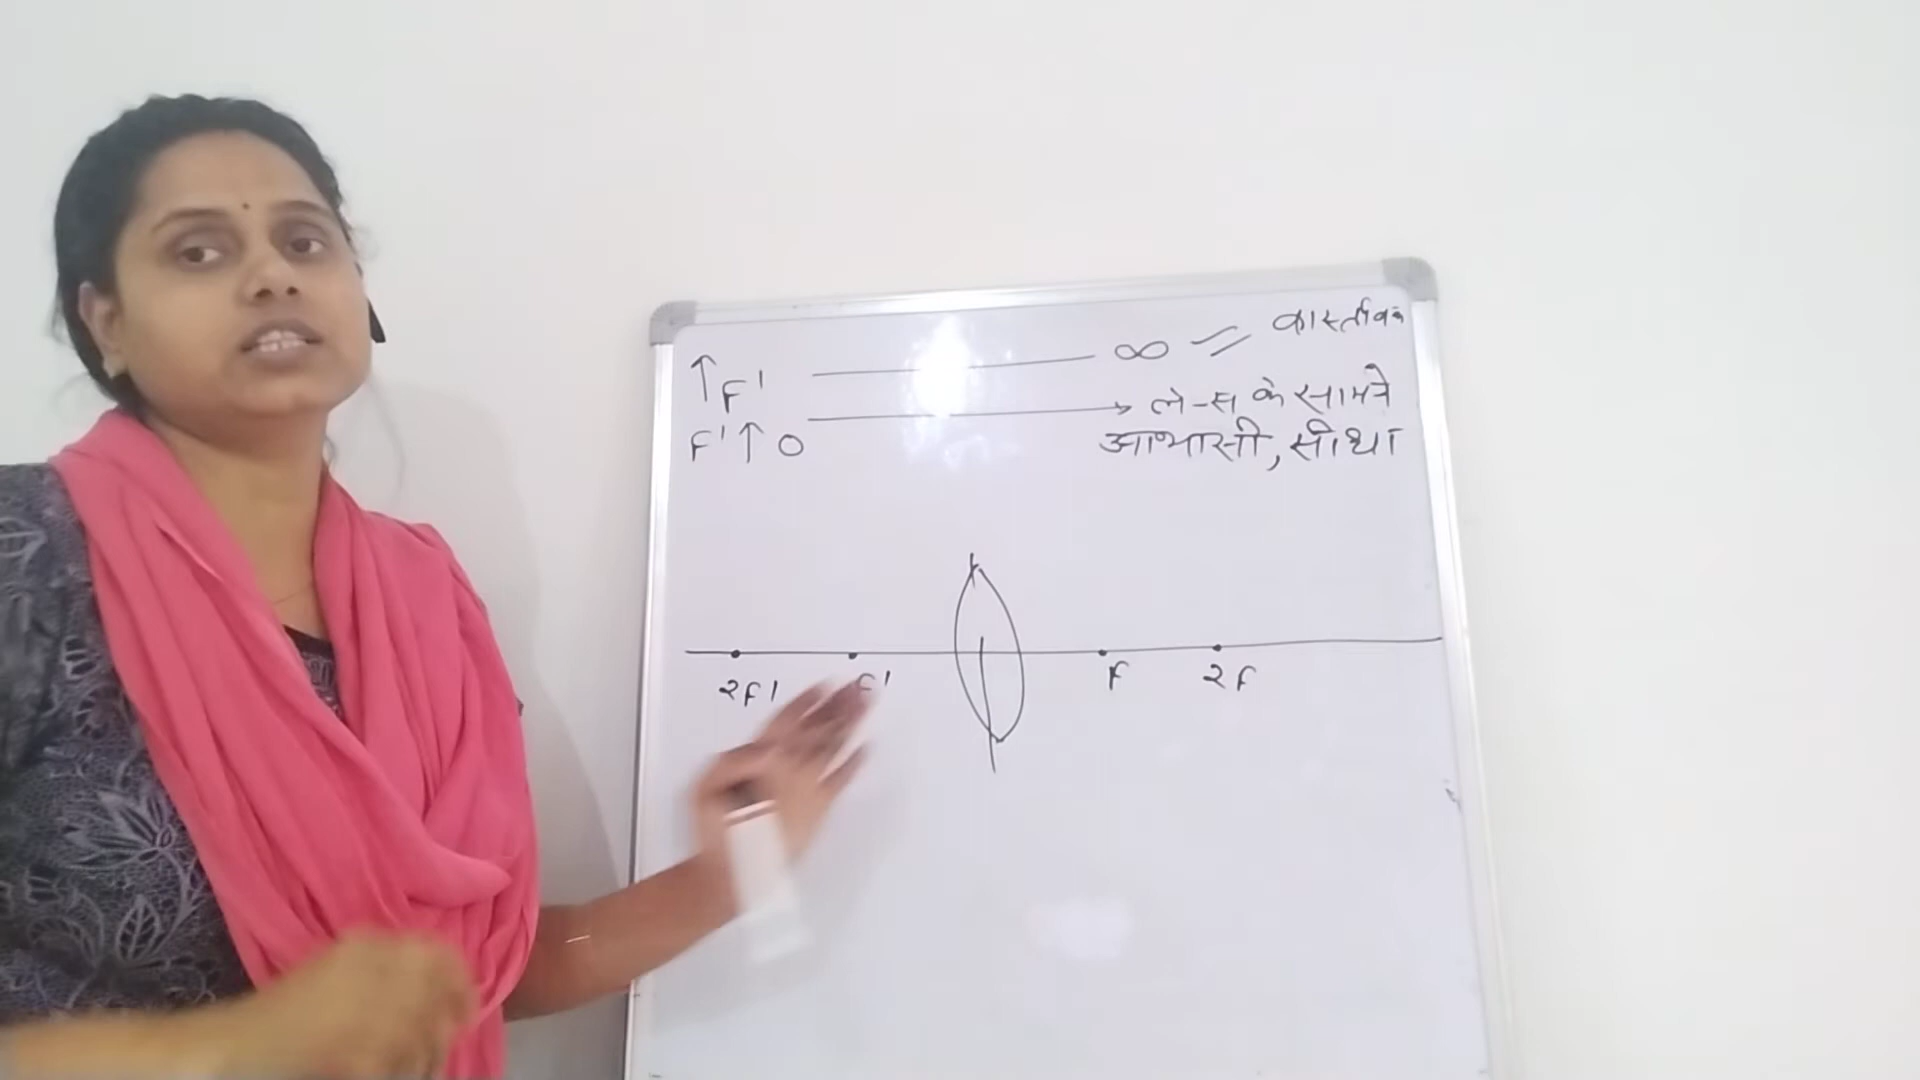 ↑F' ——— ∞ = वास्तविक
F'↑O ———→ लेन्स के सामने
आभासी, सीधा
2F' F' F 2F